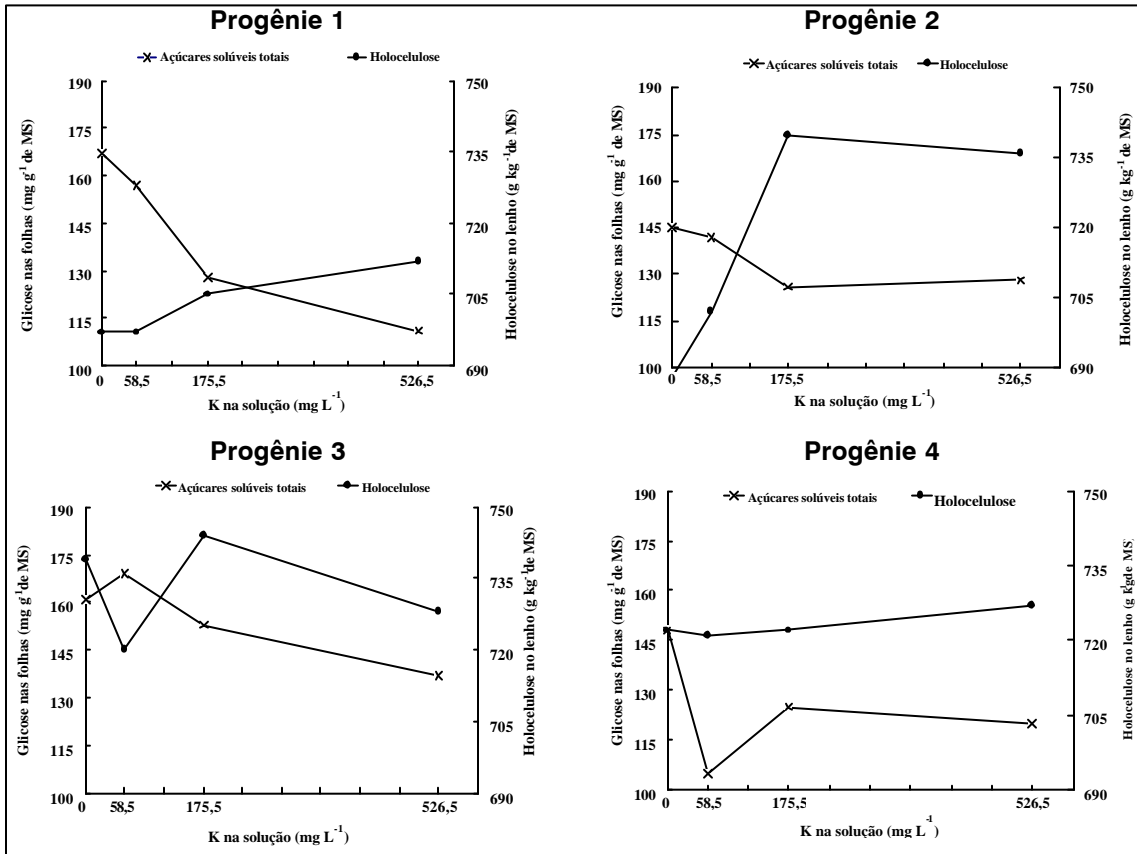 Progênie 1
Açúcares solúveis totais Holocelulose
Glicose nas folhas (mg g-1 de MS)
190
175
160
145
130
115
100
Holocelulose no lenho (g kg-1 de MS)
750
735
720
705
690
0 58,5 175,5 526,5
K na solução (mg L-1)
Progênie 2
Açúcares solúveis totais Holocelulose
Glicose nas folhas (mg g-1 de MS)
190
175
160
145
130
115
100
Holocelulose no lenho (g kg-1 de MS)
750
735
720
705
690
0 58,5 175,5 526,5
K na solução (mg L-1)
Progênie 3
Açúcares solúveis totais Holocelulose
Glicose nas folhas (mg g-1 de MS)
190
175
160
145
130
115
100
Holocelulose no lenho (g kg-1 de MS)
750
735
720
705
690
0 58,5 175,5 526,5
K na solução (mg L-1)
Progênie 4
Açúcares solúveis totais Holocelulose
Glicose nas folhas (mg g-1 de MS)
190
175
160
145
130
115
100
Holocelulose no lenho (g kg-1 de MS)
750
735
720
705
690
0 58,5 175,5 526,5
K na solução (mg L-1)